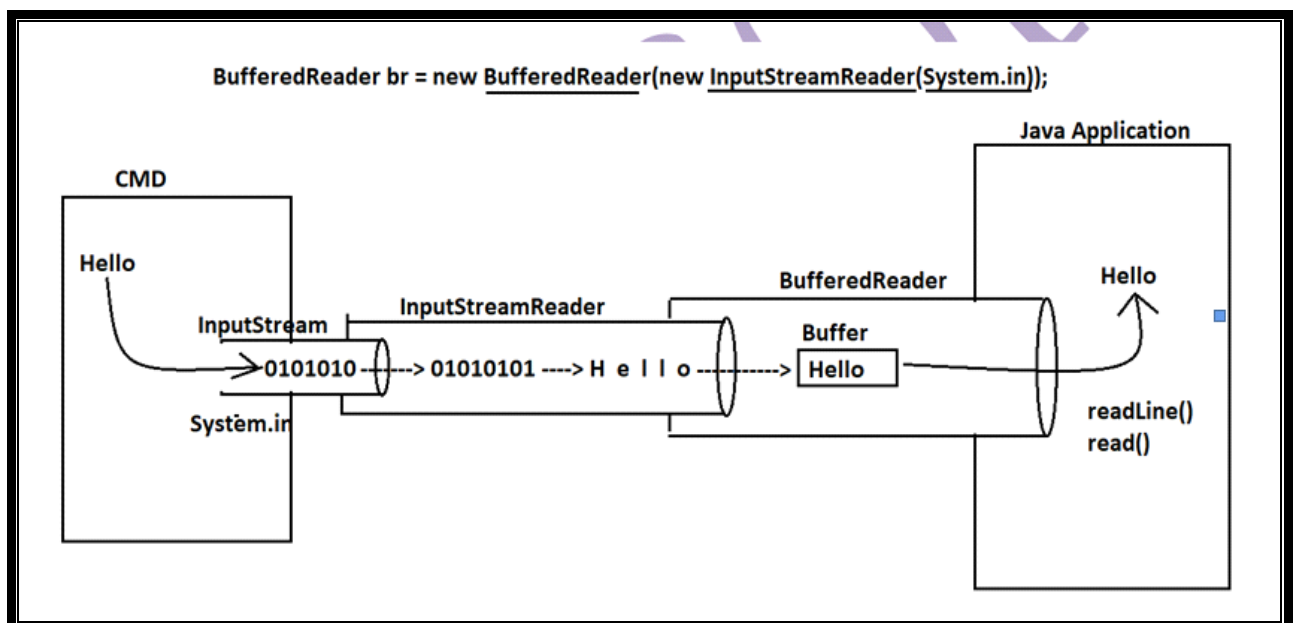 BufferedReader br = new BufferedReader(new InputStreamReader(System.in));
Java Application
CMD
Hello
Hello
BufferedReader
InputStreamReader
InputStream
Buffer
0101010 ------> 01010101 ----> H e l l o ----------> Hello
readLine()
System.in
read()